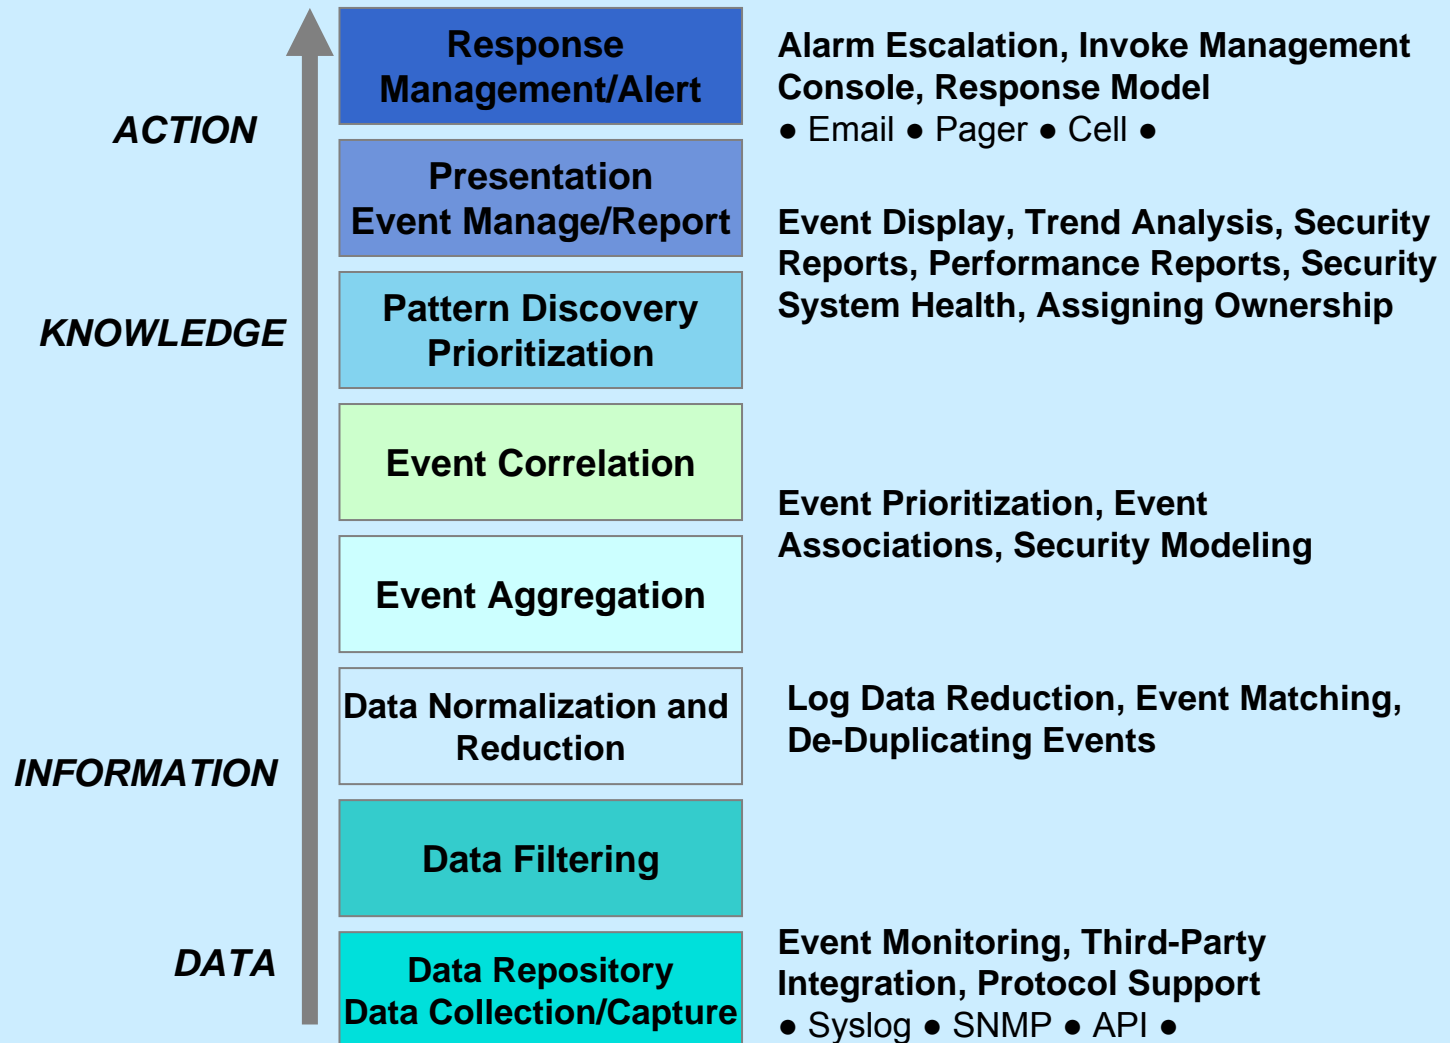 Response
Management/Alert
Alarm Escalation, Invoke Management
Console, Response Model
● Email ● Pager ● Cell ●
ACTION
Presentation
Event Manage/Report
Event Display, Trend Analysis, Security
Reports, Performance Reports, Security
System Health, Assigning Ownership
KNOWLEDGE
Pattern Discovery
Prioritization
Event Correlation
Event Prioritization, Event
Associations, Security Modeling
Event Aggregation
Data Normalization and
Reduction
Log Data Reduction, Event Matching,
De-Duplicating Events
INFORMATION
Data Filtering
DATA
Data Repository
Data Collection/Capture
Event Monitoring, Third-Party
Integration, Protocol Support
● Syslog ● SNMP ● API ●